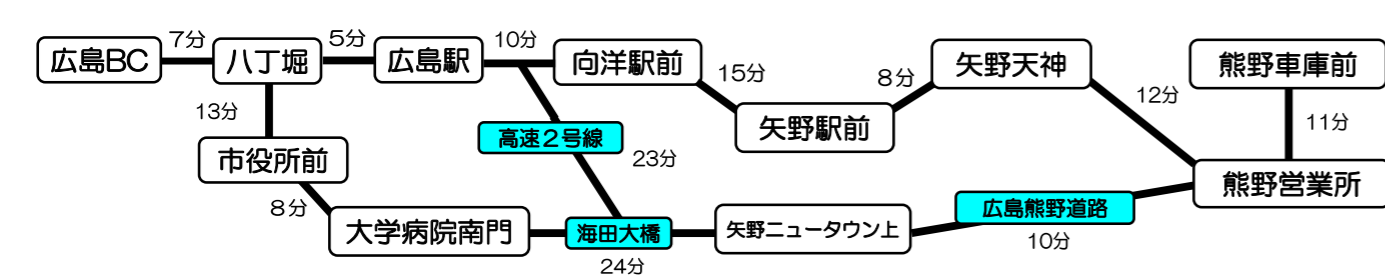 広島BC
7分
八丁堀
5分
広島駅
10分
向洋駅前
15分
矢野駅前
8分
矢野天神
12分
熊野車庫前
11分
熊野営業所
13分
市役所前
8分
大学病院南門
高速2号線
23分
海田大橋
24分
矢野ニュータウン上
広島熊野道路
10分